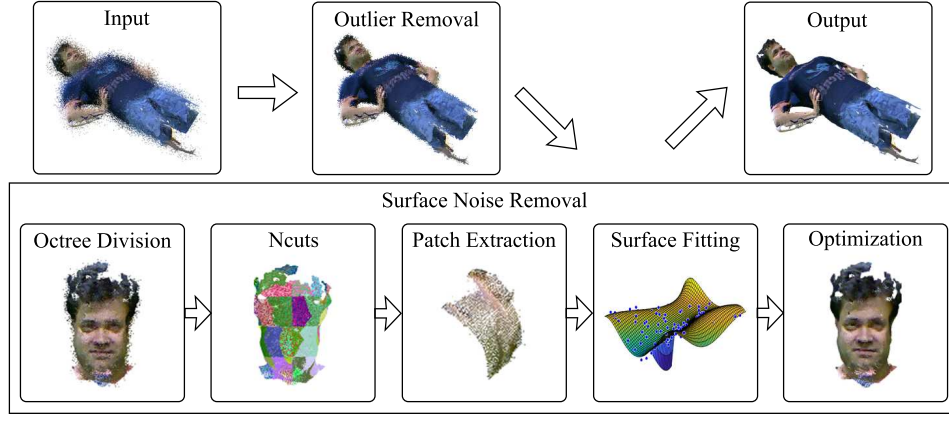 Input
Outlier Removal
Output
Surface Noise Removal
Octree Division
Ncuts
Patch Extraction
Surface Fitting
Optimization